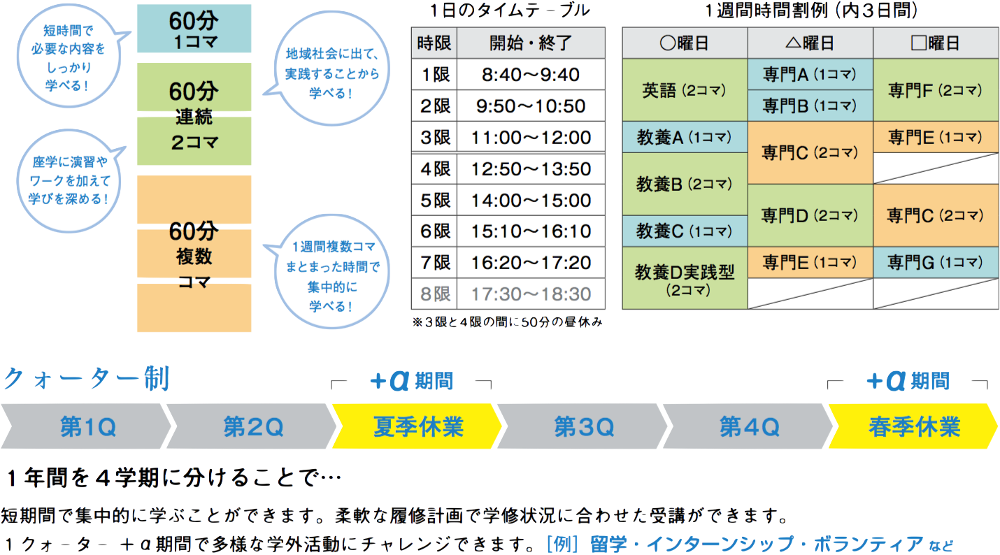 短時間で
必要な内容を
しっかり
学べる!
60分
1コマ
地域社会に出て、
実践することから
学べる!
60分
連続
2コマ
座学に演習や
ワークを加えて
学びを深める!
60分
複数
コマ
1週間複数コマ
まとまった時間で
集中的に
学べる!
1日のタイムテーブル
時限 開始・終了
1限 8:40〜9:40
2限 9:50〜10:50
3限 11:00〜12:00
4限 12:50〜13:50
5限 14:00〜15:00
6限 15:10〜16:10
7限 16:20〜17:20
8限 17:30〜18:30
※3限と4限の間に50分の昼休み
1週間時間割例(内3日間)
○曜日 △曜日 □曜日
英語(2コマ)
教養A(1コマ)
教養B(2コマ)
教養C(1コマ)
教養D実践型
(2コマ)
専門A(1コマ)
専門B(1コマ)
専門C(2コマ)
専門D(2コマ)
専門E(1コマ)
専門F(2コマ)
専門E(1コマ)
専門C(2コマ)
専門G(1コマ)
クォーター制
+α期間 +α期間
第1Q 第2Q 夏季休業 第3Q 第4Q 春季休業
1年間を4学期に分けることで…
短期間で集中的に学ぶことができます。柔軟な履修計画で学修状況に合わせた受講ができます。
1クォーター+α期間で多様な学外活動にチャレンジできます。[例]留学・インターンシップ・ボランティアなど